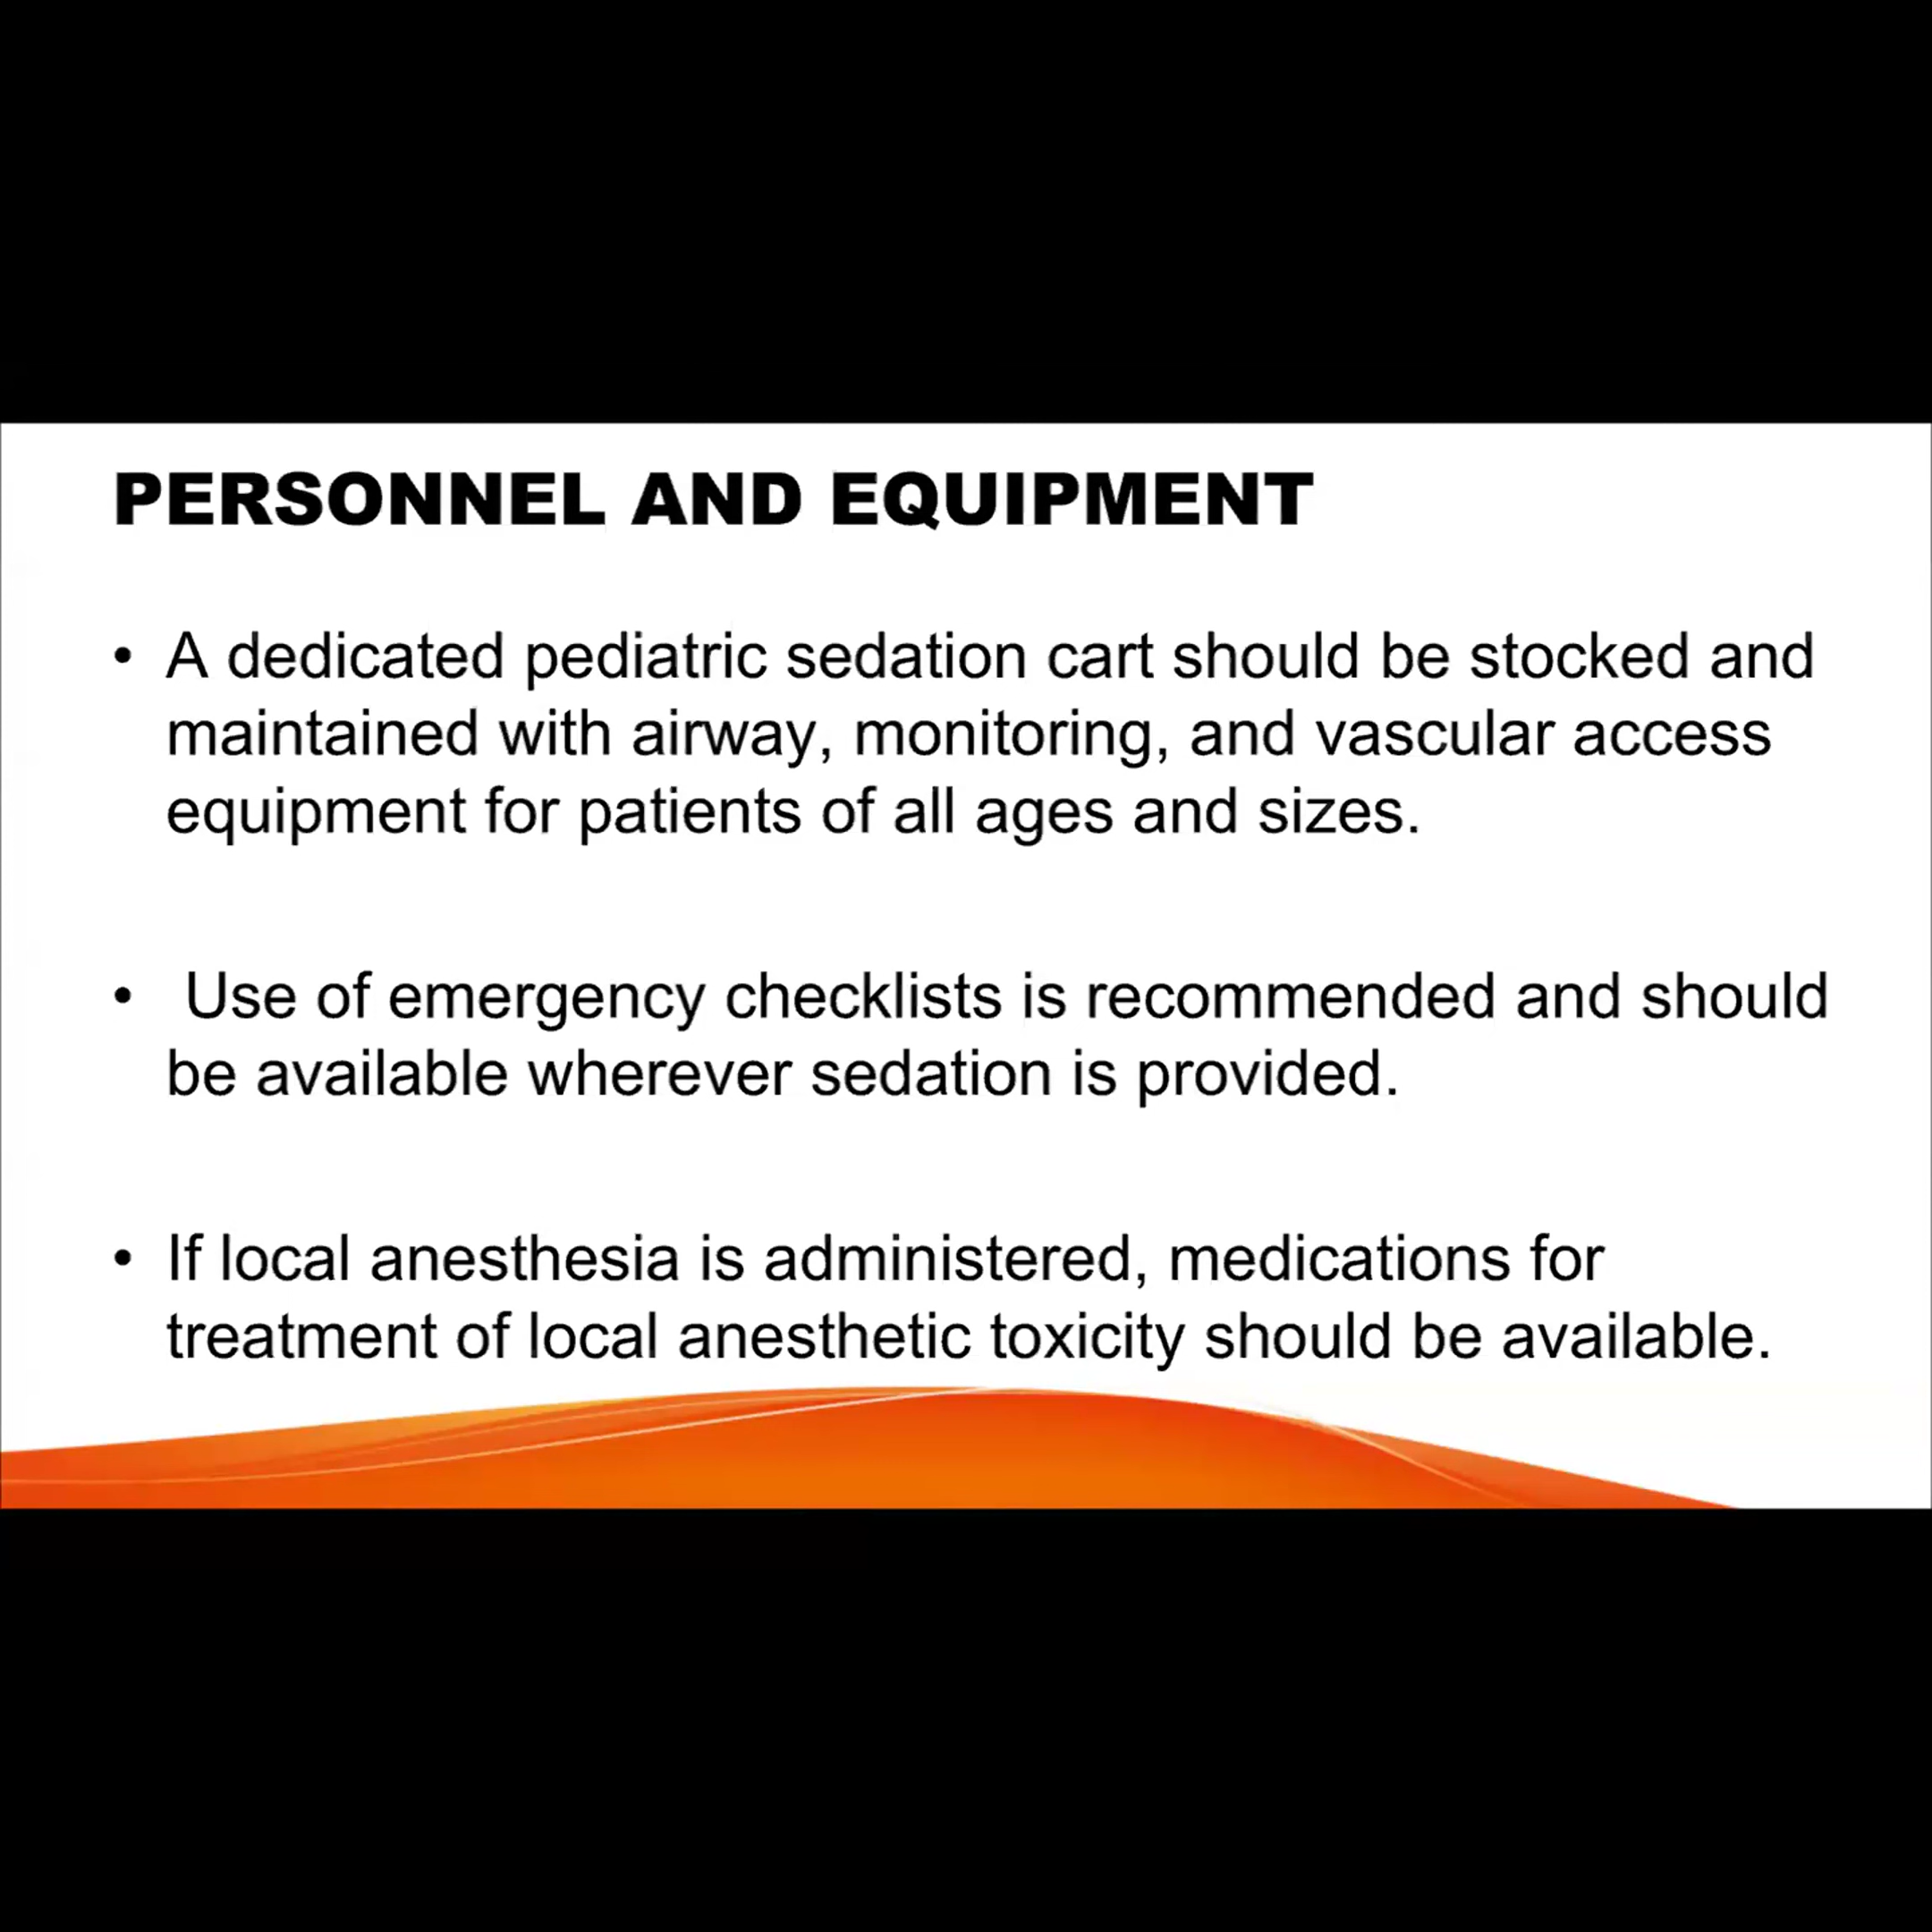 PERSONNEL AND EQUIPMENT
• A dedicated pediatric sedation cart should be stocked and
maintained with airway, monitoring, and vascular access
equipment for patients of all ages and sizes.
• Use of emergency checklists is recommended and should
be available wherever sedation is provided.
• If local anesthesia is administered, medications for
treatment of local anesthetic toxicity should be available.